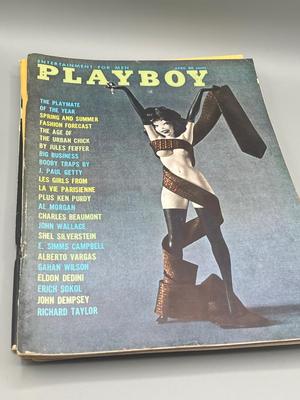 ENTERTAINMENT FOR MEN
APRIL 60 cents
PLAYBOY
THE PLAYMATE
OF THE YEAR
SPRING AND SUMMER
FASHION FORECAST
THE AGE OF
THE URBAN CHICK
BY JULES FEIFFER
BIG BUSINESS
BOOBY TRAPS BY
J. PAUL GETTY
LES GIRLS FROM
LA VIE PARISIENNE
PLUS KEN PURDY
AL MORGAN
CHARLES BEAUMONT
JOHN WALLACE
SHEL SILVERSTEIN
E. SIMMS CAMPBELL
ALBERTO VARGAS
GAHAN WILSON
ELDON DEDINI
ERICH SOKOL
JOHN DEMPSEY
RICHARD TAYLOR